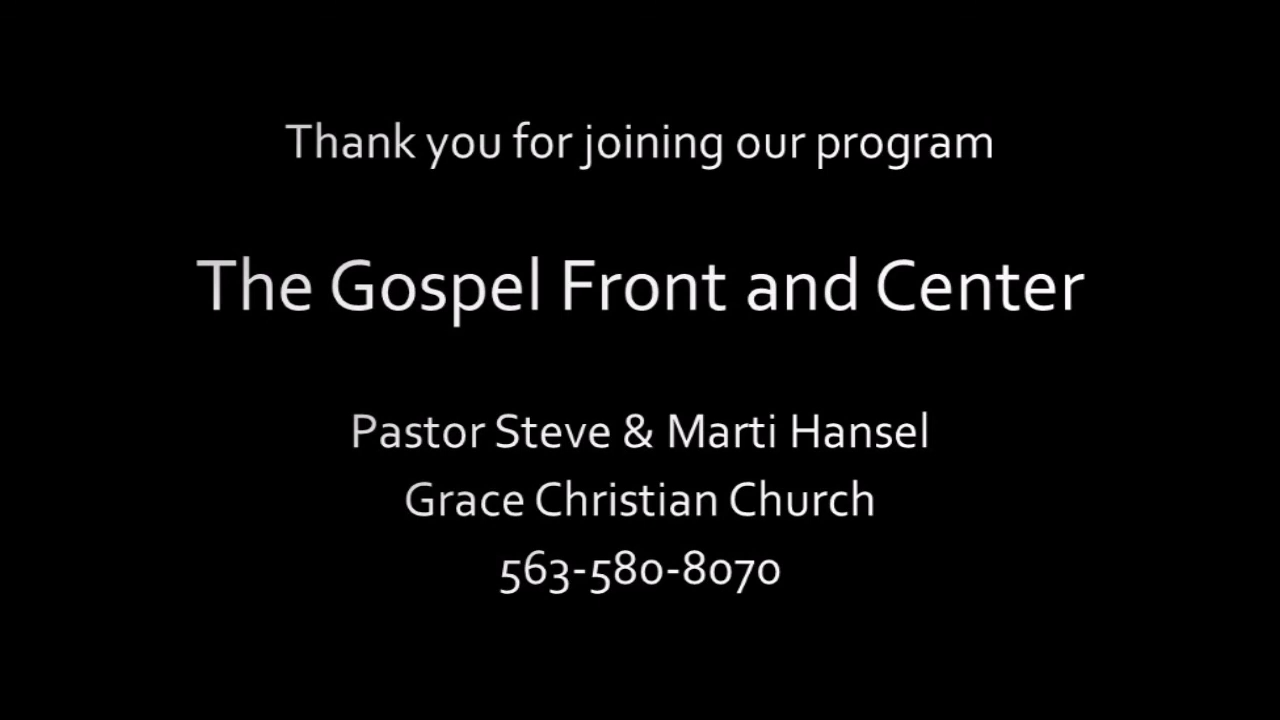 Thank you for joining our program
The Gospel Front and Center
Pastor Steve & Marti Hansel
Grace Christian Church
563-580-8070